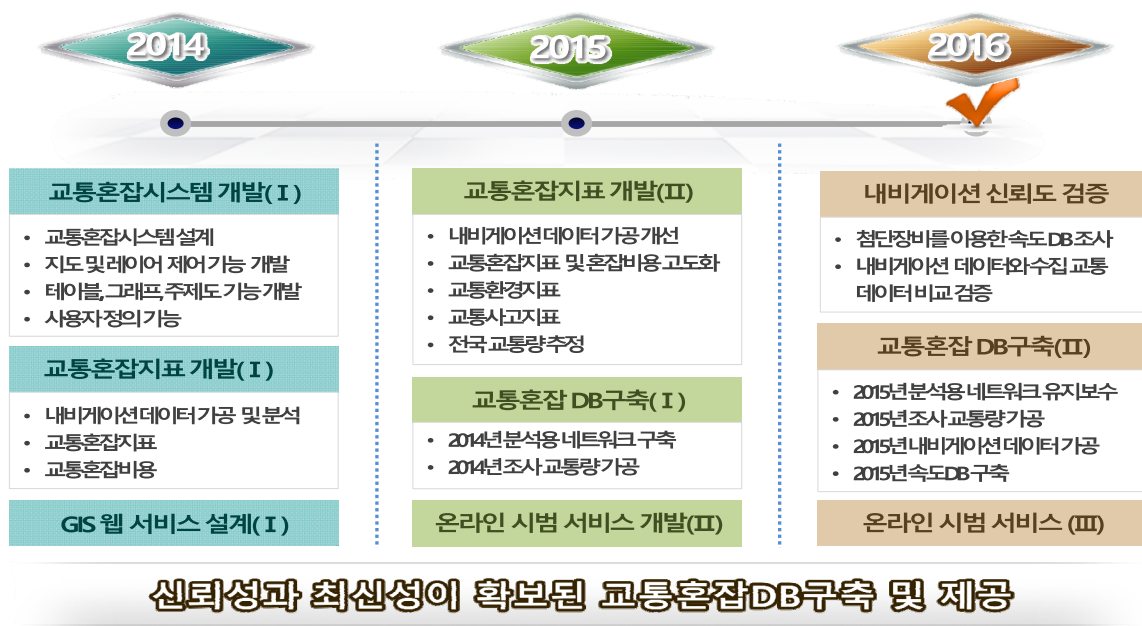 2014
2015
2016
교통혼잡시스템 개발(Ⅰ)
• 교통혼잡시스템 설계
• 지도 및 레이어 제어 기능 개발
• 테이블, 그래프, 주제도 기능 개발
• 사용자 정의 기능
교통혼잡지표 개발(Ⅰ)
• 내비게이션 데이터 가공 및 분석
• 교통혼잡지표
• 교통혼잡비용
GIS 웹 서비스 설계(Ⅰ)
교통혼잡지표 개발(Ⅱ)
• 내비게이션 데이터 가공 개선
• 교통혼잡지표 및 혼잡비용 고도화
• 교통환경지표
• 교통사고지표
• 전국 교통량 추정
교통혼잡 DB구축(Ⅰ)
• 2014년 분석용 네트워크 구축
• 2014년 조사 교통량 가공
온라인 시범 서비스 개발(Ⅱ)
내비게이션 신뢰도 검증
• 첨단장비를 이용한 속도 DB 조사
• 내비게이션 데이터와 수집 교통
데이터 비교 검증
교통혼잡 DB구축(Ⅱ)
• 2015년 분석용 네트워크 유지보수
• 2015년 조사 교통량 가공
• 2015년 내비게이션 데이터 가공
• 2015년 속도DB 구축
온라인 시범 서비스 (Ⅲ)
신뢰성과 최신성이 확보된 교통혼잡DB구축 및 제공